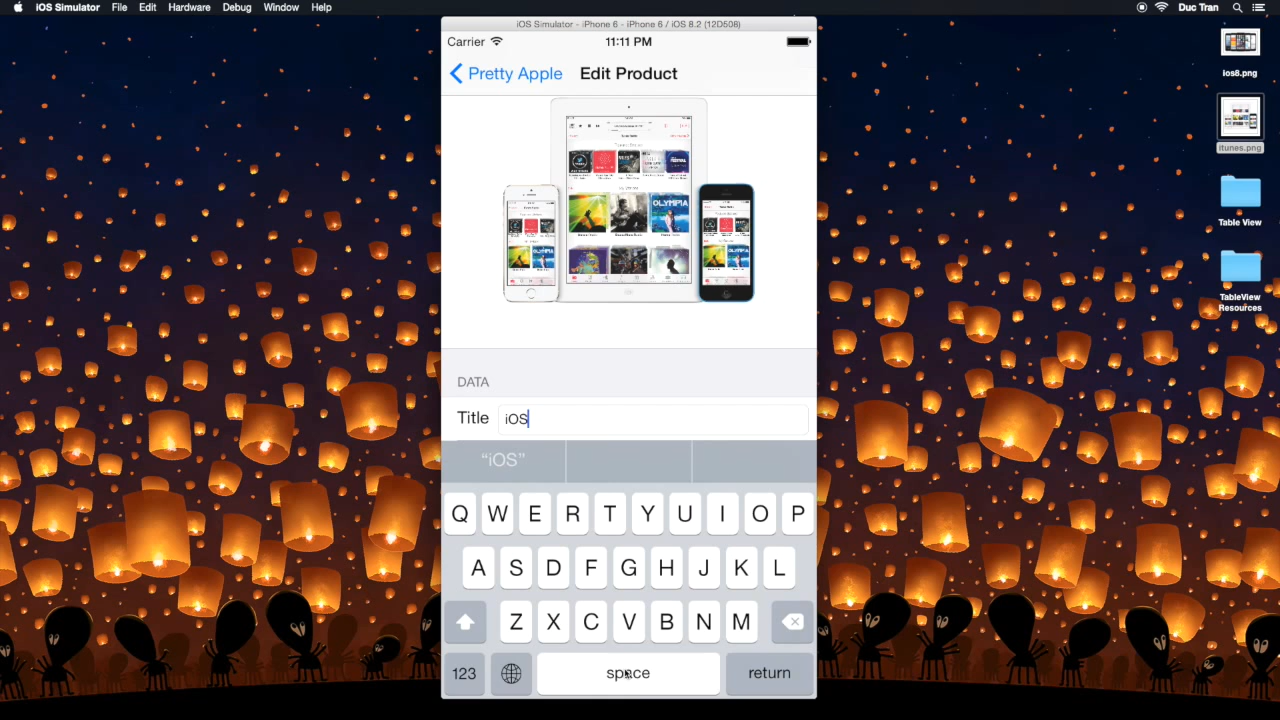 iOS Simulator File Edit Hardware Debug Window Help Duc Tran
iOS Simulator - iPhone 6 - iPhone 6 / iOS 8.2 (12D508)
Carrier 11:11 PM
Pretty Apple Edit Product
ios8.png
itunes.png
Table View
TableView
Resources
OLYMPIA
DATA
Title iOS
“iOS”
Q W E R T Y U I O P
A S D F G H J K L
Z X C V B N M
123 space return